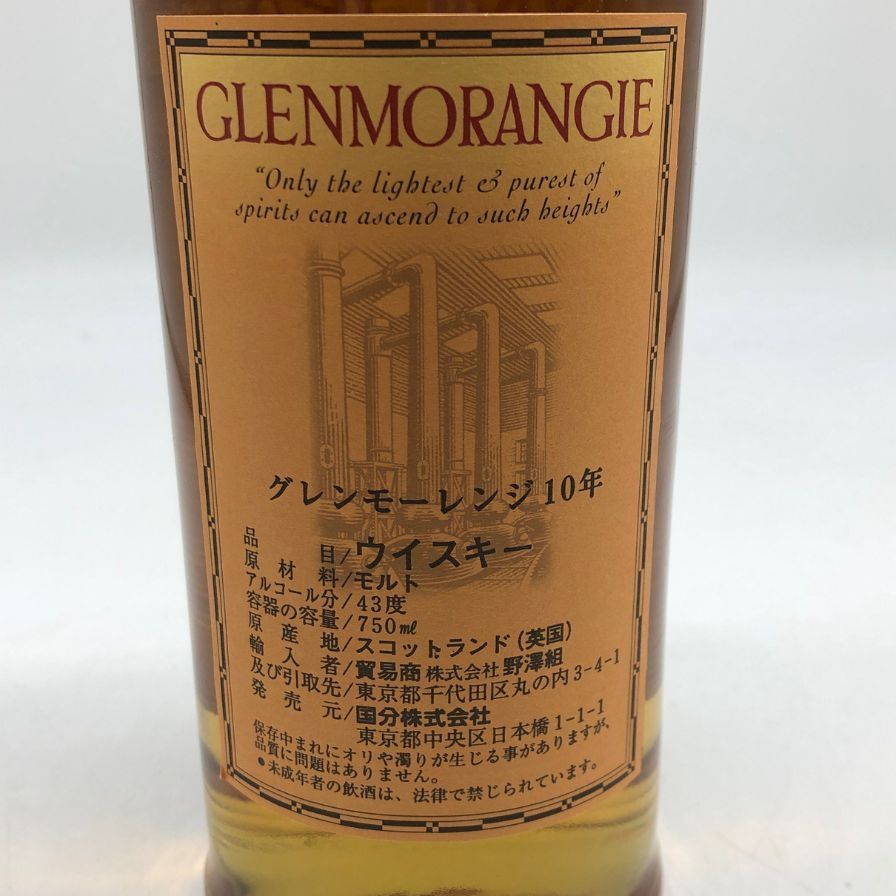 GLENMORANGIE
“Only the lightest & purest of
spirits can ascend to such heights”
グレンモーレンジ10年
品目/ウイスキー
原材料/モルト
アルコール分/43度
容器の容量/750㎖
原産地/スコットランド(英国)
輸入者/貿易商 株式会社 野澤組
及び引取先/東京都千代田区丸の内3-4-1
発売元/国分株式会社
東京都中央区日本橋1-1-1
保存中まれにオリや濁りが生じる事がありますが、
品質に問題はありません。
●未成年者の飲酒は、法律で禁じられています。